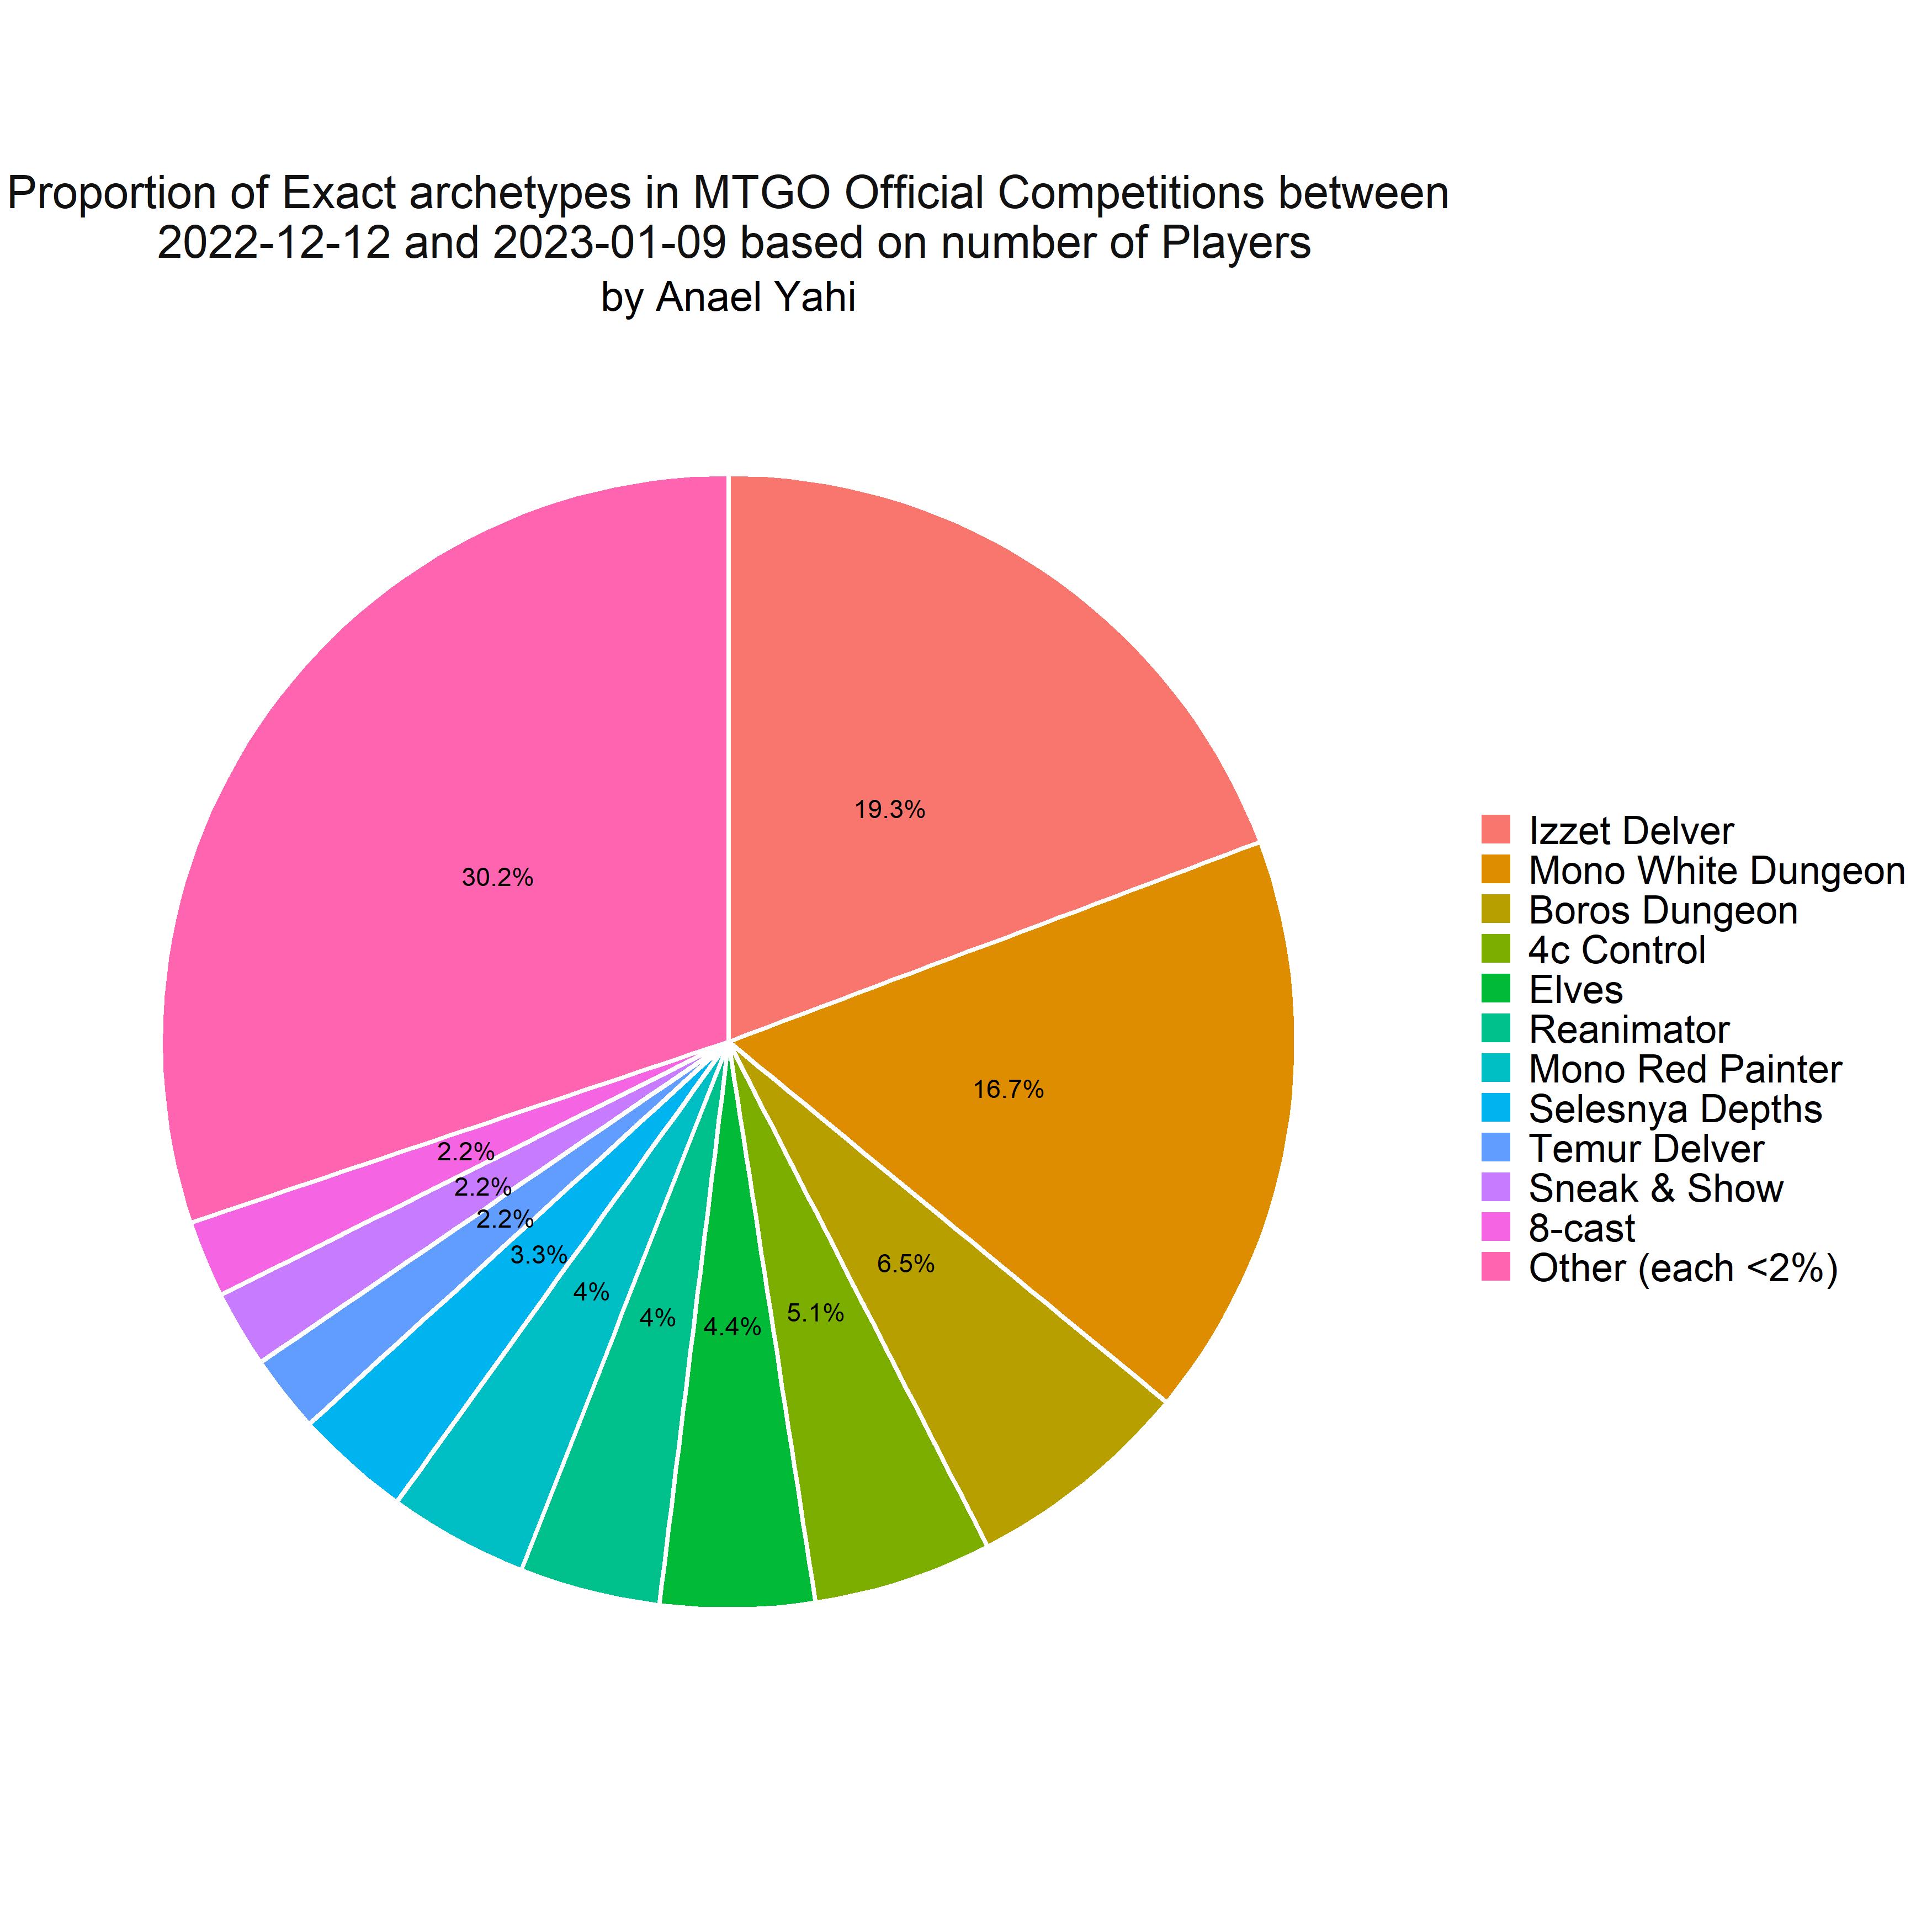 Proportion of Exact archetypes in MTGO Official Competitions between
2022-12-12 and 2023-01-09 based on number of Players
by Anael Yahi
19.3%
30.2%
16.7%
2.2%
2.2%
2.2%
3.3%
6.5%
4%
5.1%
4%
4.4%
Izzet Delver
Mono White Dungeon
Boros Dungeon
4c Control
Elves
Reanimator
Mono Red Painter
Selesnya Depths
Temur Delver
Sneak & Show
8-cast
Other (each <2%)